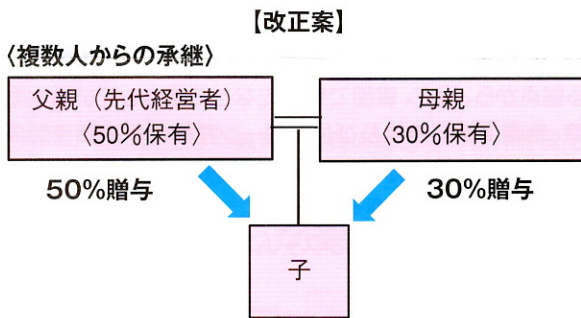 【改正案】
〈複数人からの承継〉
父親（先代経営者）
〈50%保有〉
母親
〈30%保有〉
50%贈与
30%贈与
子